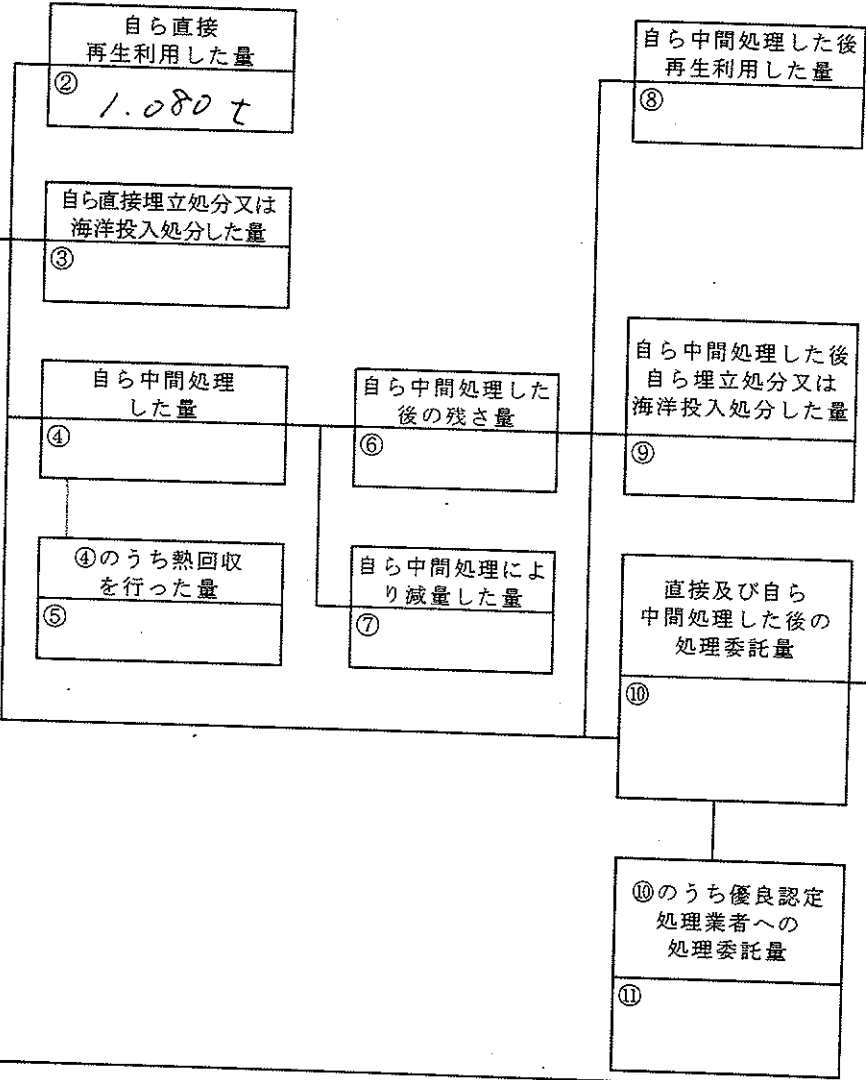 自ら直接
再生利用した量
②
1.080 t
自ら直接埋立処分又は
海洋投入処分した量
③
自ら中間処理
した量
④
④のうち熱回収
を行った量
⑤
自ら中間処理した
後の残さ量
⑥
自ら中間処理によ
り減量した量
⑦
自ら中間処理した後
再生利用した量
⑧
自ら中間処理した後
自ら埋立処分又は
海洋投入処分した量
⑨
直接及び自ら
中間処理した後の
処理委託量
⑩
⑩のうち優良認定
処理業者への
処理委託量
⑪